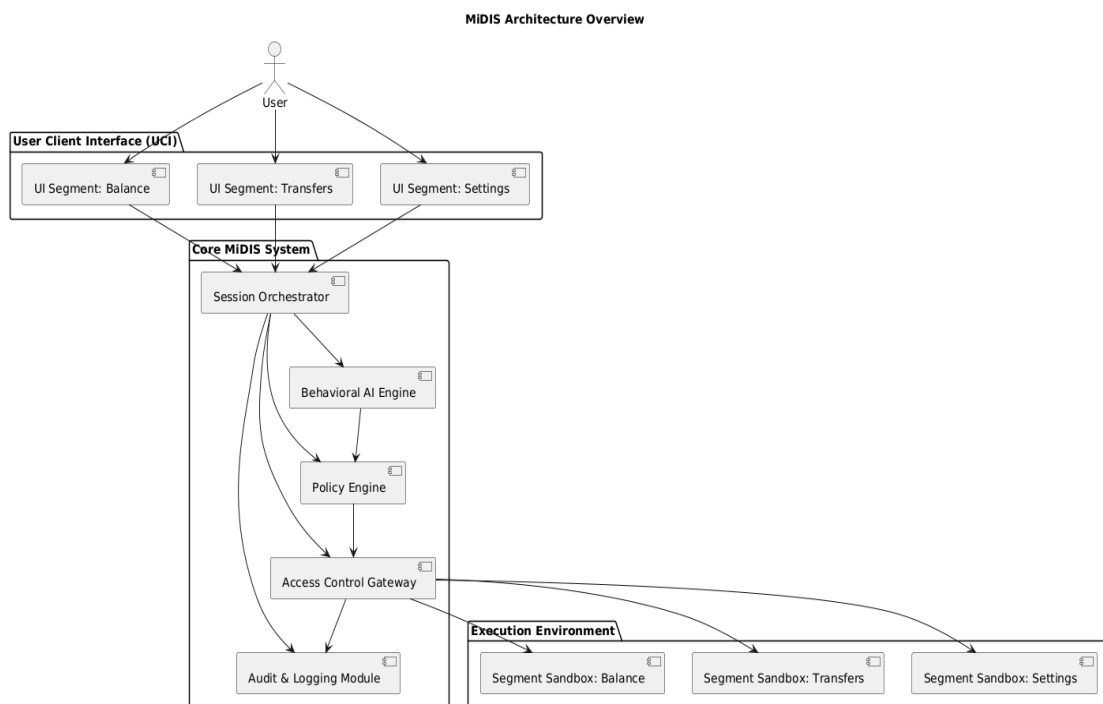 MiDIS Architecture Overview
User
User Client Interface (UCI)
UI Segment: Balance
UI Segment: Transfers
UI Segment: Settings
Core MiDIS System
Session Orchestrator
Behavioral AI Engine
Policy Engine
Access Control Gateway
Audit & Logging Module
Execution Environment
Segment Sandbox: Balance
Segment Sandbox: Transfers
Segment Sandbox: Settings